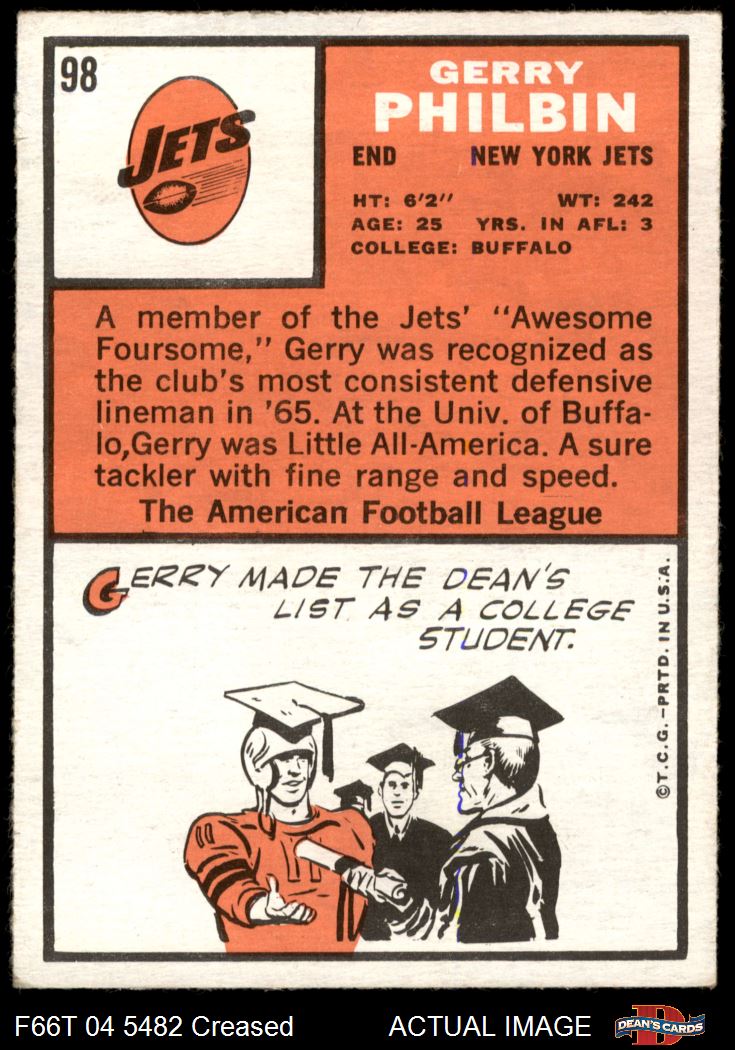 98
JETS
GERRY
PHILBIN
END NEW YORK JETS
HT: 6'2" WT: 242
AGE: 25 YRS. IN AFL: 3
COLLEGE: BUFFALO
A member of the Jets' "Awesome
Foursome," Gerry was recognized as
the club's most consistent defensive
lineman in '65. At the Univ. of Buffa-
lo,Gerry was Little All-America. A sure
tackler with fine range and speed.
The American Football League
GERRY MADE THE DEAN'S
LIST AS A COLLEGE
STUDENT.
©T.C.G.–PRTD. IN U.S.A.
11
F66T 04 5482 Creased ACTUAL IMAGE
DEAN'S CARDS